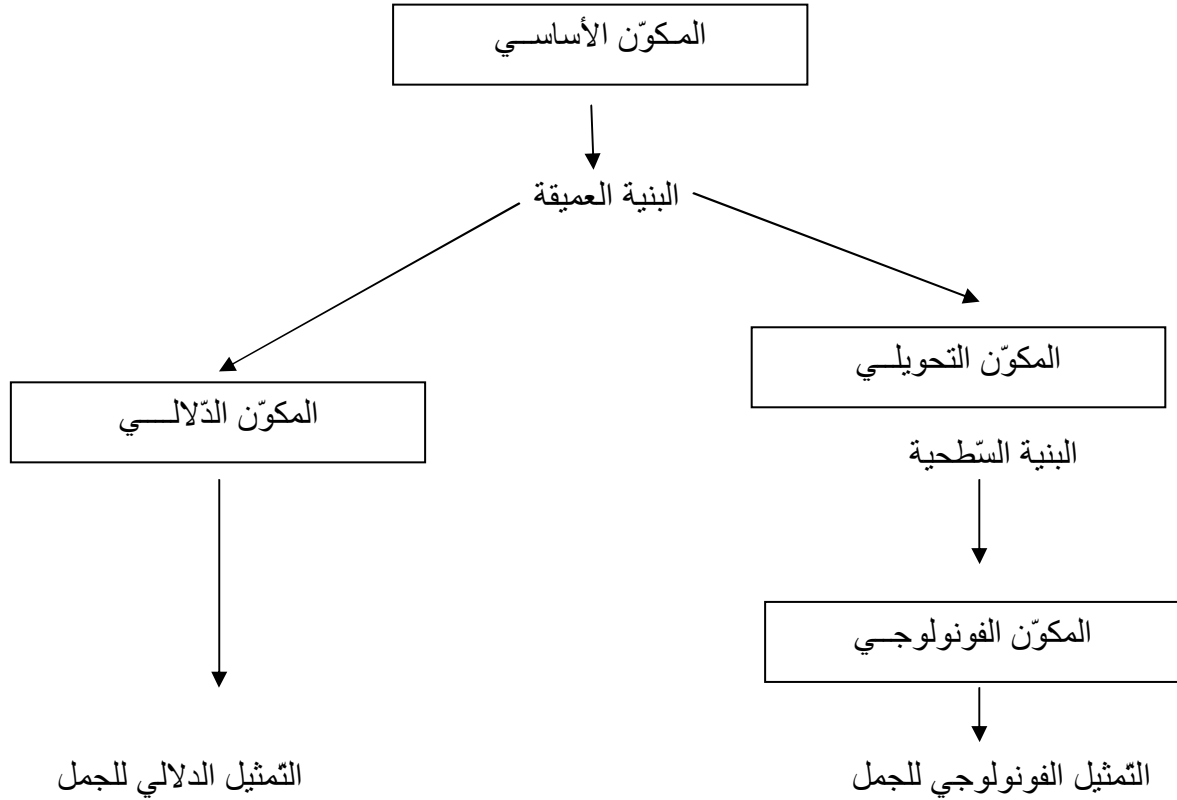 المكوّن الأساسي
البنية العميقة
المكوّن التحويلي
المكوّن الدّلالي
البنية السّطحية
المكوّن الفونولوجي
التّمثيل الفونولوجي للجمل
التّمثيل الدلالي للجمل